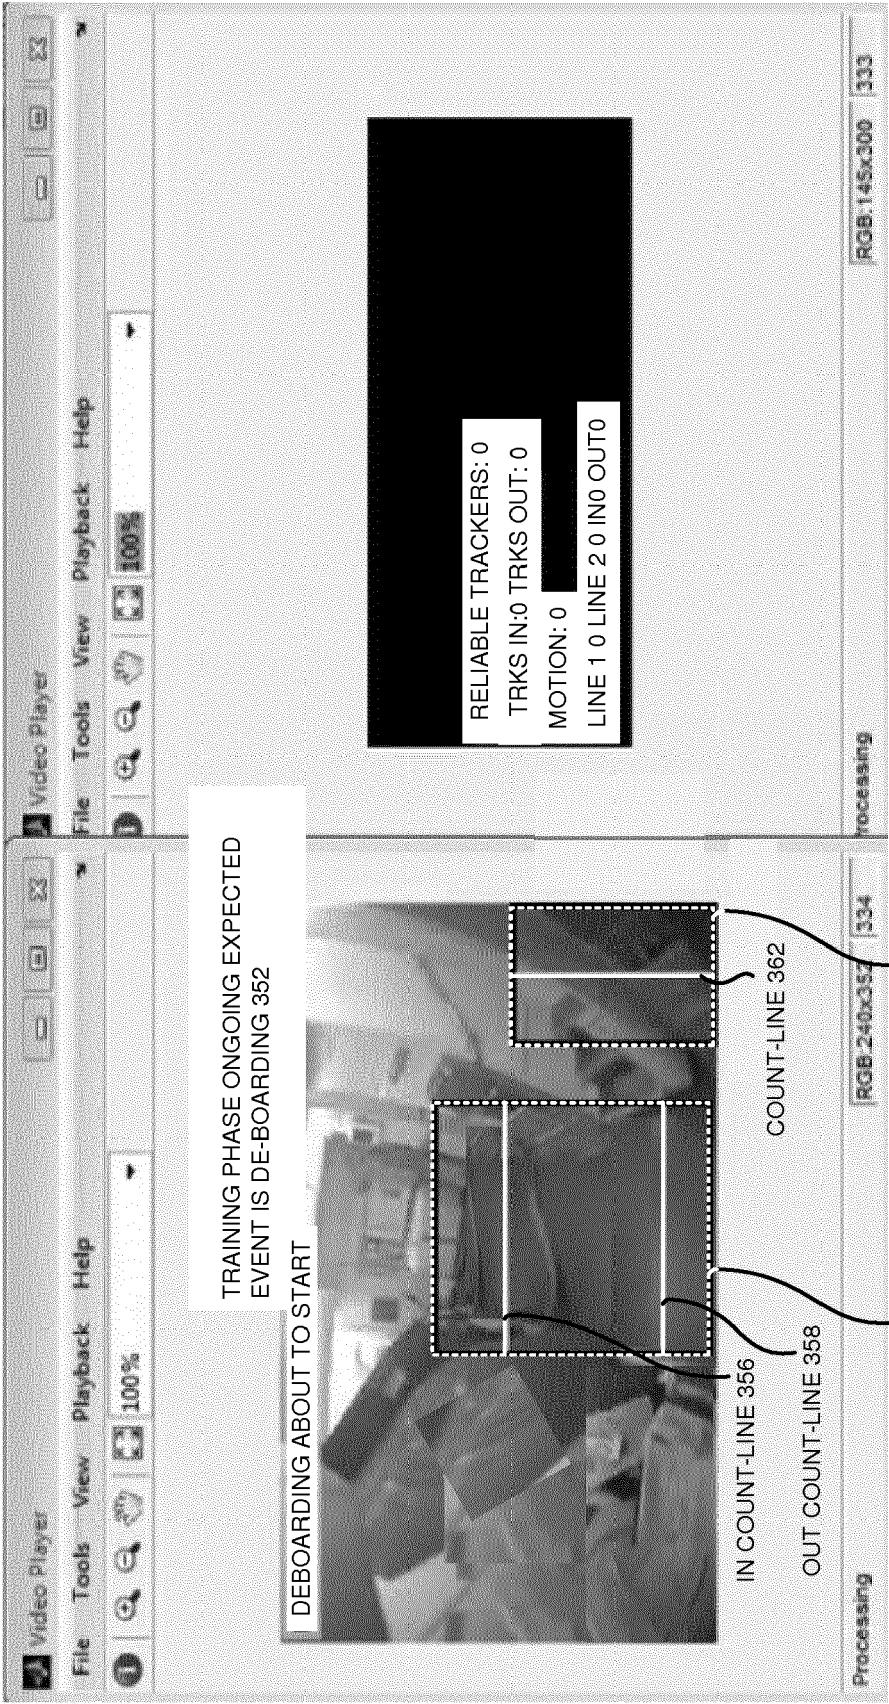 Video Player
File Tools View Playback Help
100%
TRAINING PHASE ONGOING EXPECTED
EVENT IS DE-BOARDING 352
DEBOARDING ABOUT TO START
IN COUNT-LINE 356
OUT COUNT-LINE 358
COUNT-LINE 362
Processing
RGB:240x352 334
Video Player
File Tools View Playback Help
100%
RELIABLE TRACKERS: 0
TRKS IN:0 TRKS OUT: 0
MOTION: 0
LINE 1 0 LINE 2 0 IN0 OUT0
rocessing
RGB:145x300 333